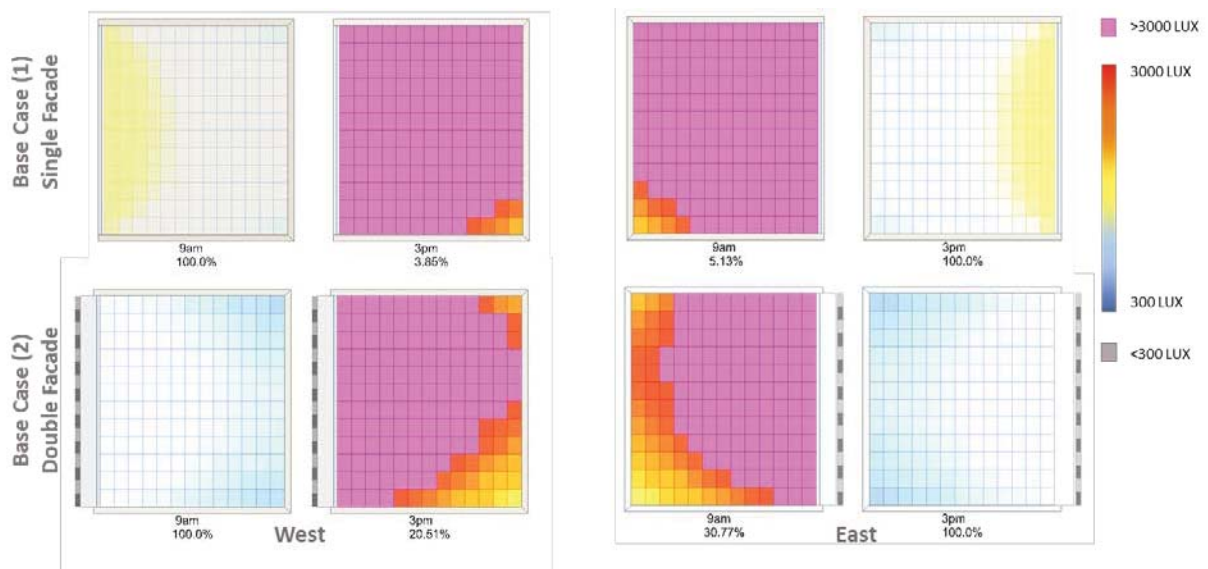 Base Case (1)
Single Facade
9am
100.0%
3pm
3.85%
9am
5.13%
3pm
100.0%
>3000 LUX
3000 LUX
300 LUX
<300 LUX
Base Case (2)
Double Facade
9am
100.0%
3pm
20.51%
West
9am
30.77%
3pm
100.0%
East